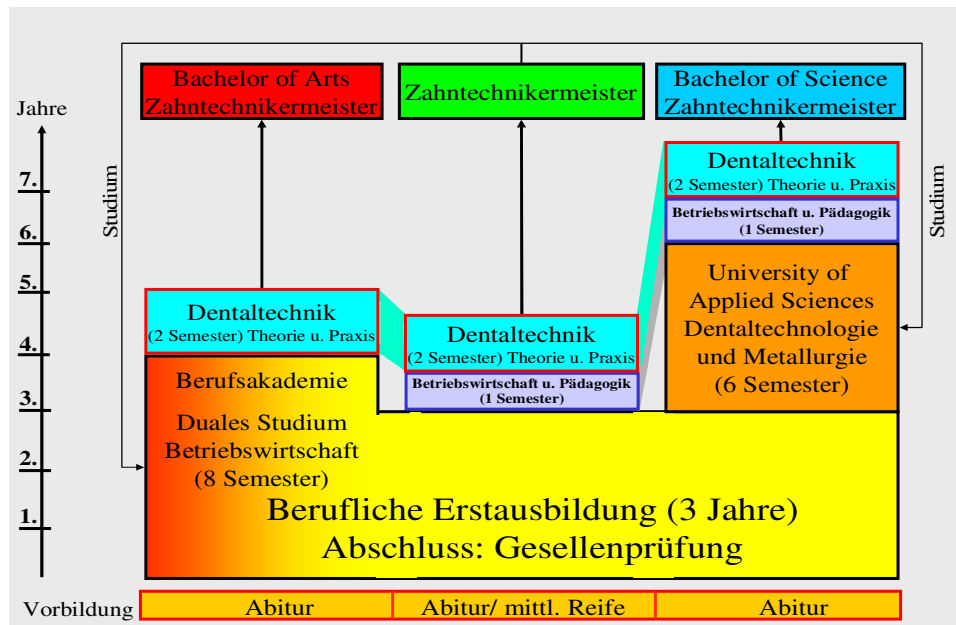 Bachelor of Arts
Zahntechnikermeister
Zahntechnikermeister
Bachelor of Science
Zahntechnikermeister
Jahre
7.
6.
5.
4.
3.
2.
1.
Studium
Studium
Dentaltechnik
(2 Semester) Theorie u. Praxis
Betriebswirtschaft u. Pädagogik
(1 Semester)
University of
Applied Sciences
Dentaltechnologie
und Metallurgie
(6 Semester)
Dentaltechnik
(2 Semester) Theorie u. Praxis
Dentaltechnik
(2 Semester) Theorie u. Praxis
Betriebswirtschaft u. Pädagogik
(1 Semester)
Berufsakademie
Duales Studium
Betriebswirtschaft
(8 Semester)
Berufliche Erstausbildung (3 Jahre)
Abschluss: Gesellenprüfung
Vorbildung
Abitur
Abitur/ mittl. Reife
Abitur